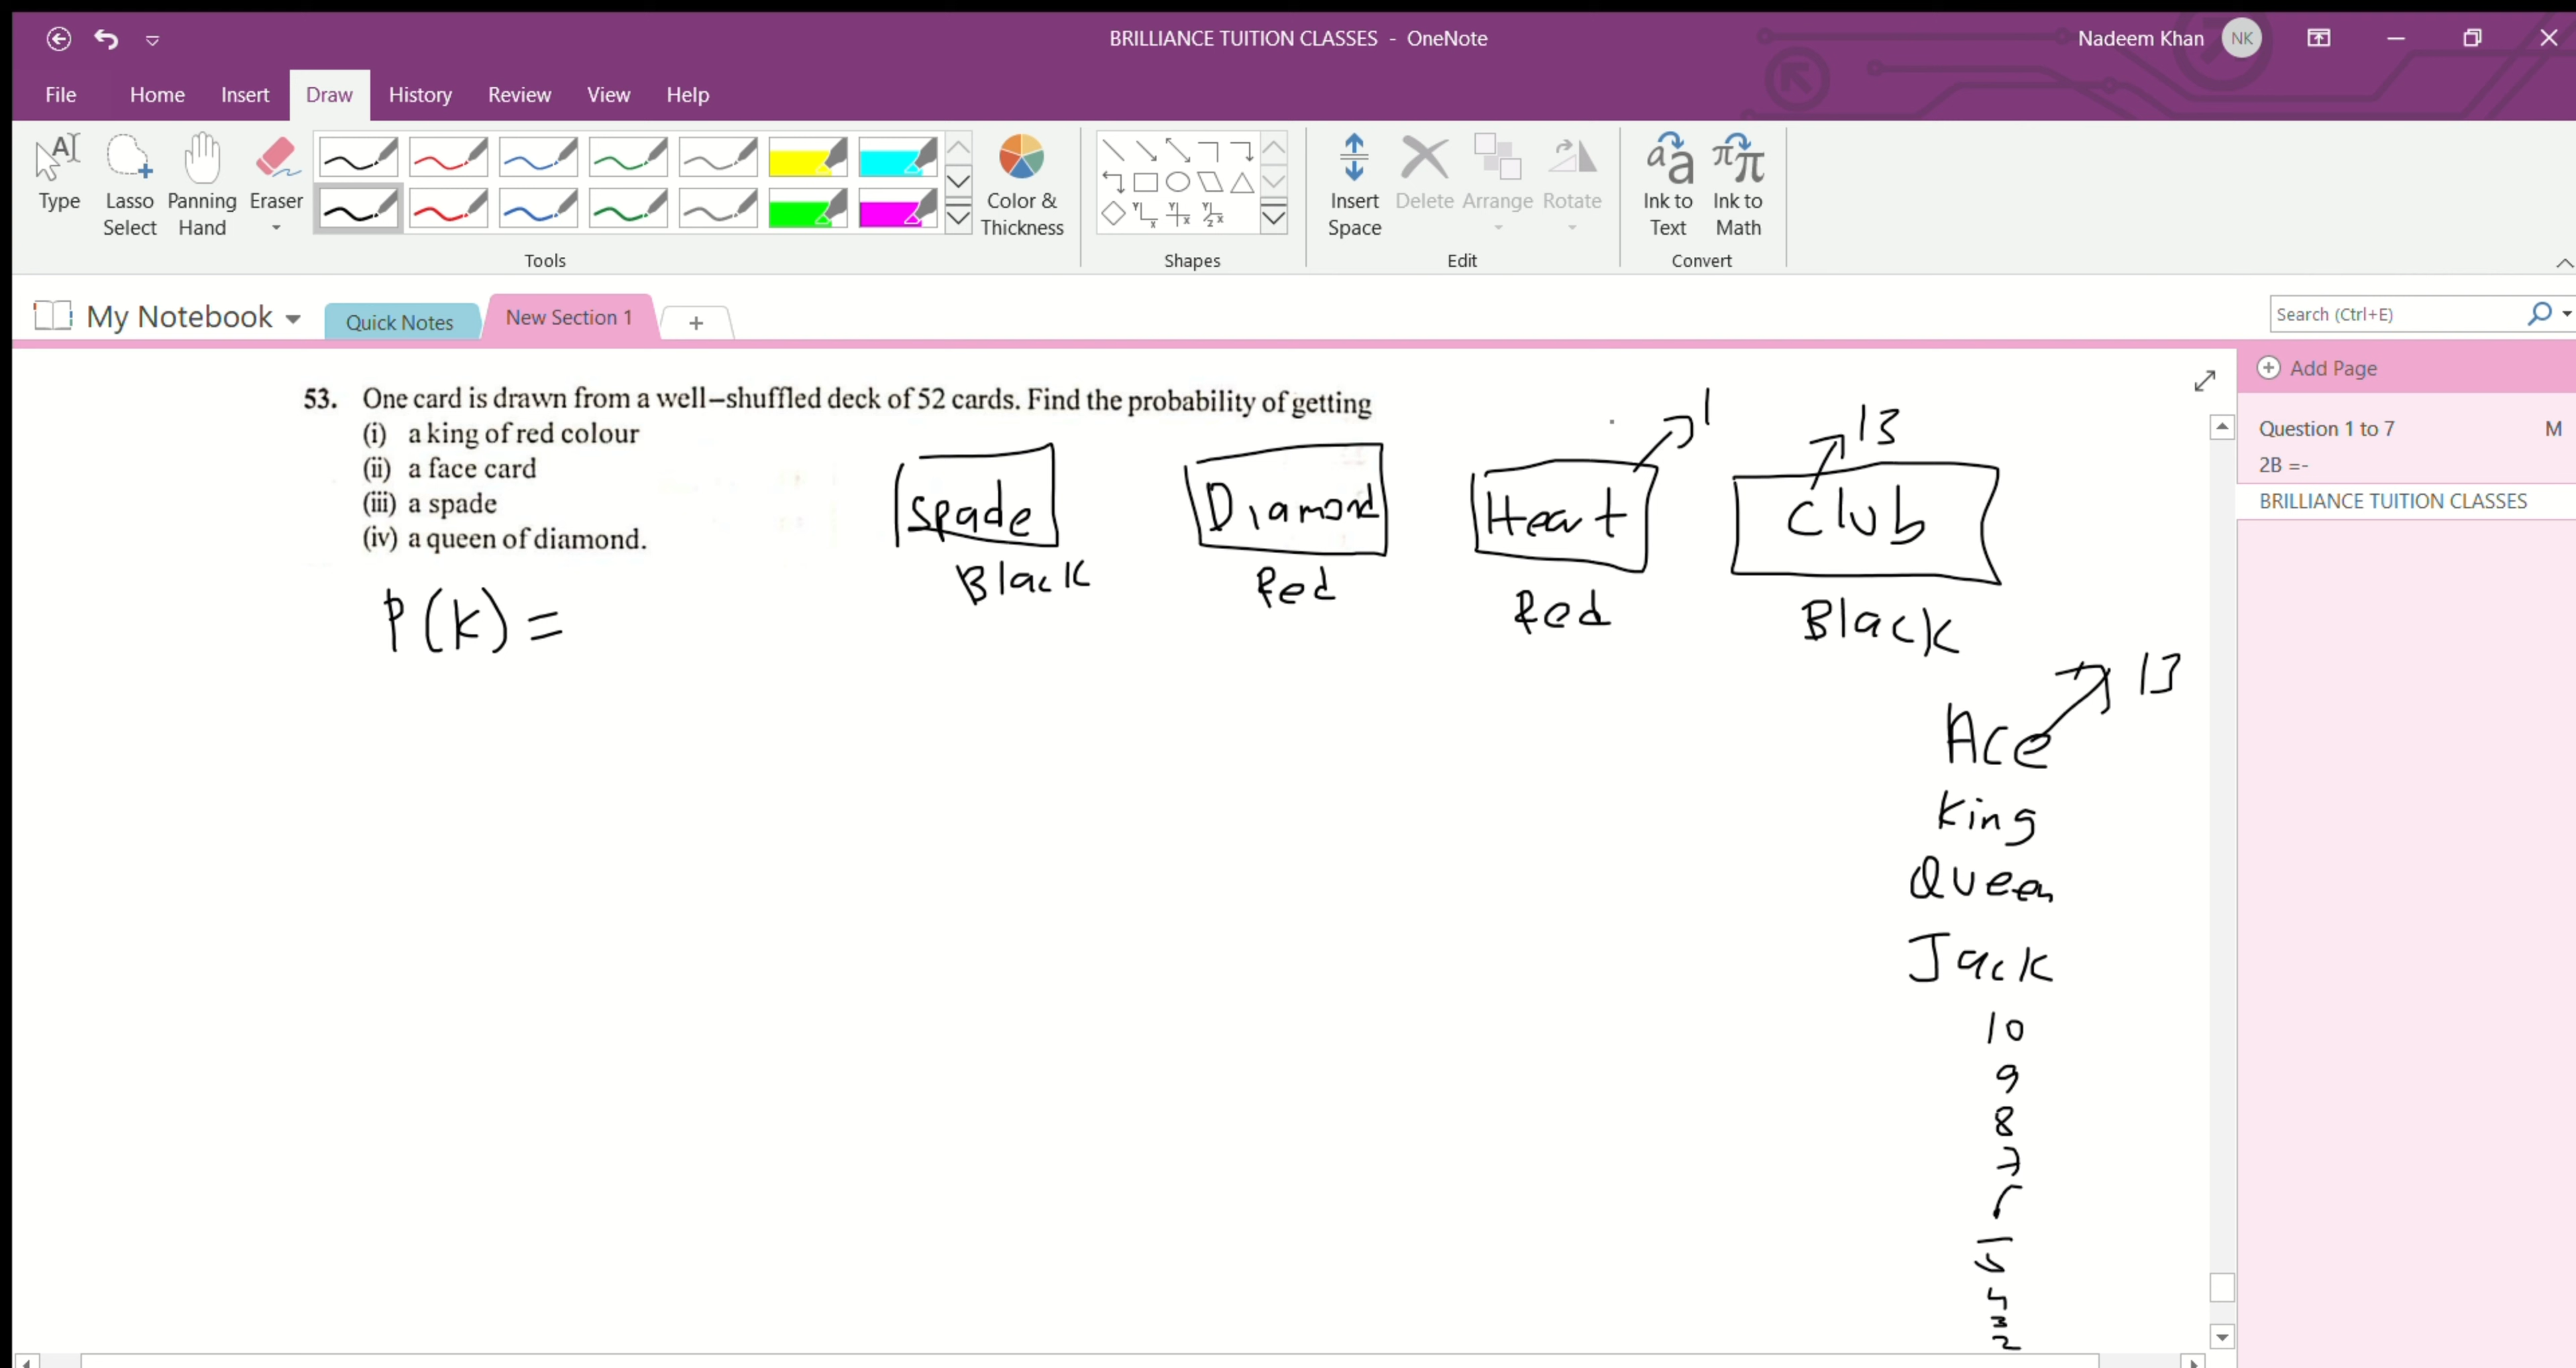 BRILLIANCE TUITION CLASSES - OneNote
Nadeem Khan
NK
File Home Insert Draw History Review View Help
Type
Lasso Select
Panning Hand
Eraser
Color & Thickness
Insert Space
Delete
Arrange
Rotate
Ink to Text
Ink to Math
Tools
Shapes
Edit
Convert
My Notebook
Quick Notes
New Section 1
Search (Ctrl+E)
Add Page
Question 1 to 7 M
2B =-
BRILLIANCE TUITION CLASSES
53. One card is drawn from a well-shuffled deck of 52 cards. Find the probability of getting
(i) a king of red colour
(ii) a face card
(iii) a spade
(iv) a queen of diamond.
1
13
Spade
Diamond
Heart
Club
Black
Red
Red
Black
P(K) =
13
Ace
King
Queen
Jack
10
9
8
7
5
3
2